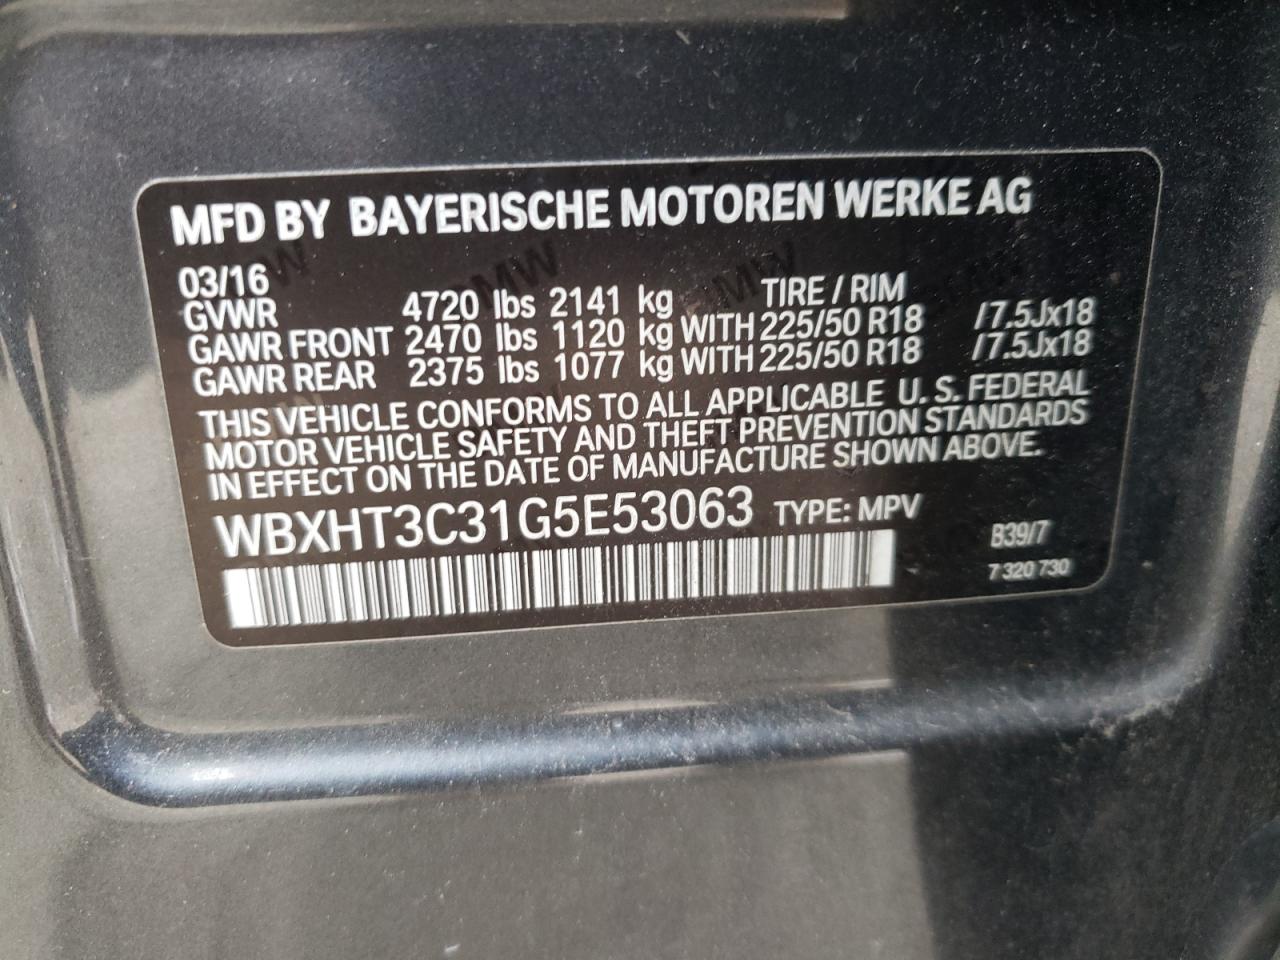 MFD BY BAYERISCHE MOTOREN WERKE AG
03/16 TIRE / RIM
GVWR 4720 lbs 2141 kg
GAWR FRONT 2470 lbs 1120 kg WITH 225/50 R18 /7.5Jx18
GAWR REAR 2375 lbs 1077 kg WITH 225/50 R18 /7.5Jx18
THIS VEHICLE CONFORMS TO ALL APPLICABLE U. S. FEDERAL
MOTOR VEHICLE SAFETY AND THEFT PREVENTION STANDARDS
IN EFFECT ON THE DATE OF MANUFACTURE SHOWN ABOVE.
WBXHT3C31G5E53063 TYPE: MPV
B39/7
7 320 730